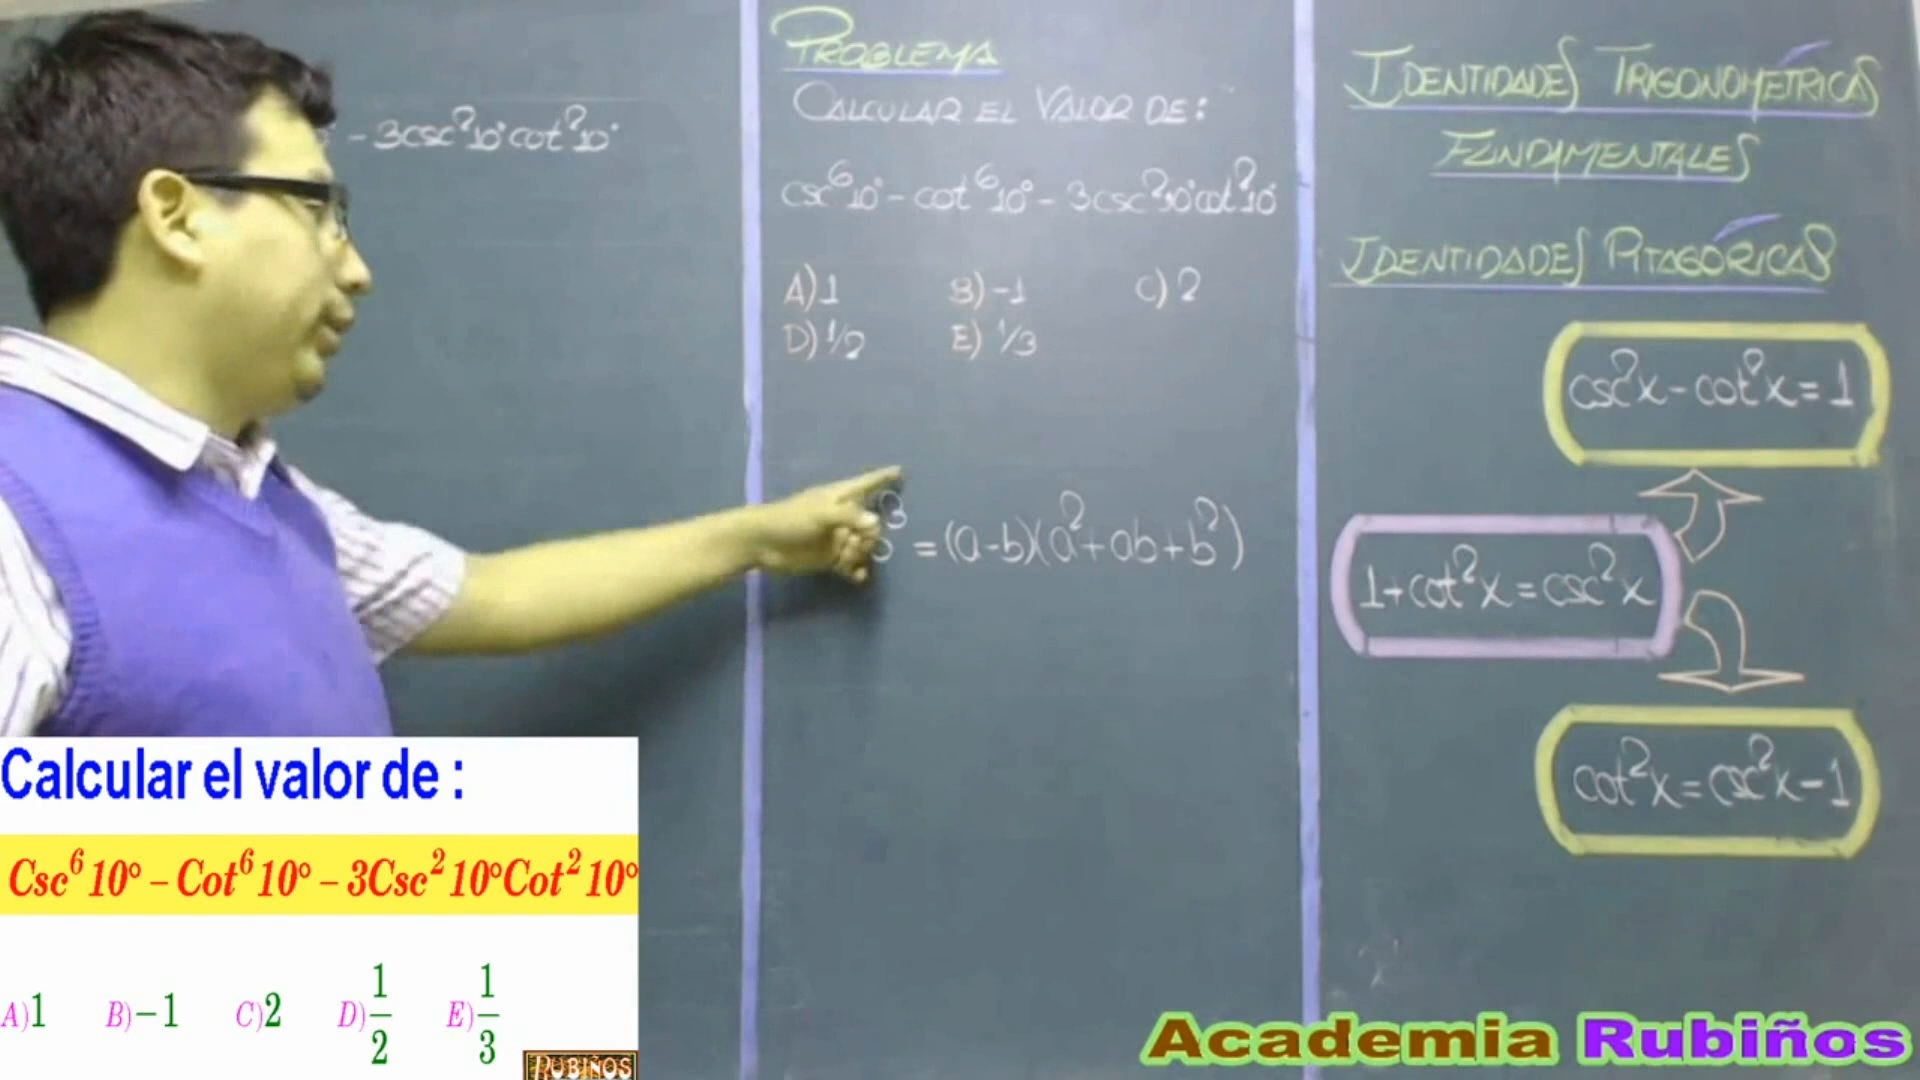 - 3csc²10°cot²10°
PROBLEMA
CALCULAR EL VALOR DE:
csc⁶10° - cot⁶10° - 3csc²10°cot²10°
A) 1 B) -1 C) 2
D) 1/2 E) 1/3
= (a-b)(a²+ab+b²)
IDENTIDADES TRIGONOMÉTRICAS
FUNDAMENTALES
IDENTIDADES PITAGÓRICAS
csc²x - cot²x = 1
1+cot²x = csc²x
cot²x = csc²x - 1
Calcular el valor de :
Csc⁶10° – Cot⁶10° – 3Csc²10°Cot²10°
A)1 B)–1 C)2 D)1/2 E)1/3
RUBIÑOS
Academia Rubiños